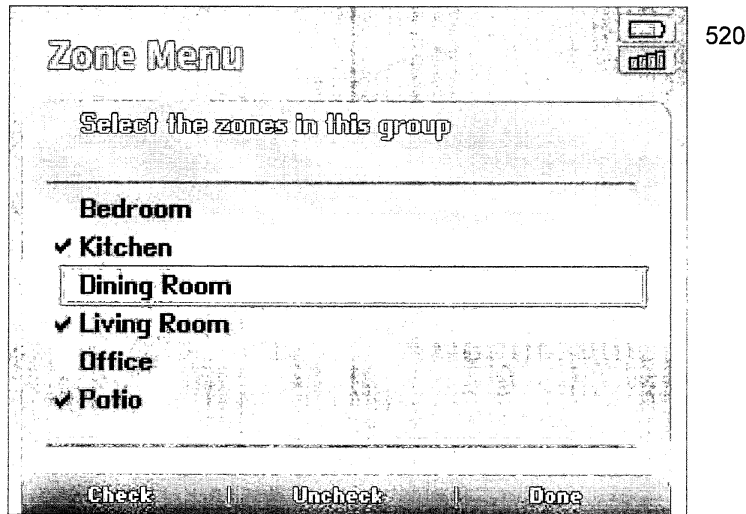 Zone Menu
520
Select the zones in this group
Bedroom
✓ Kitchen
Dining Room
✓ Living Room
Office
✓ Patio
Check | Uncheck | Done